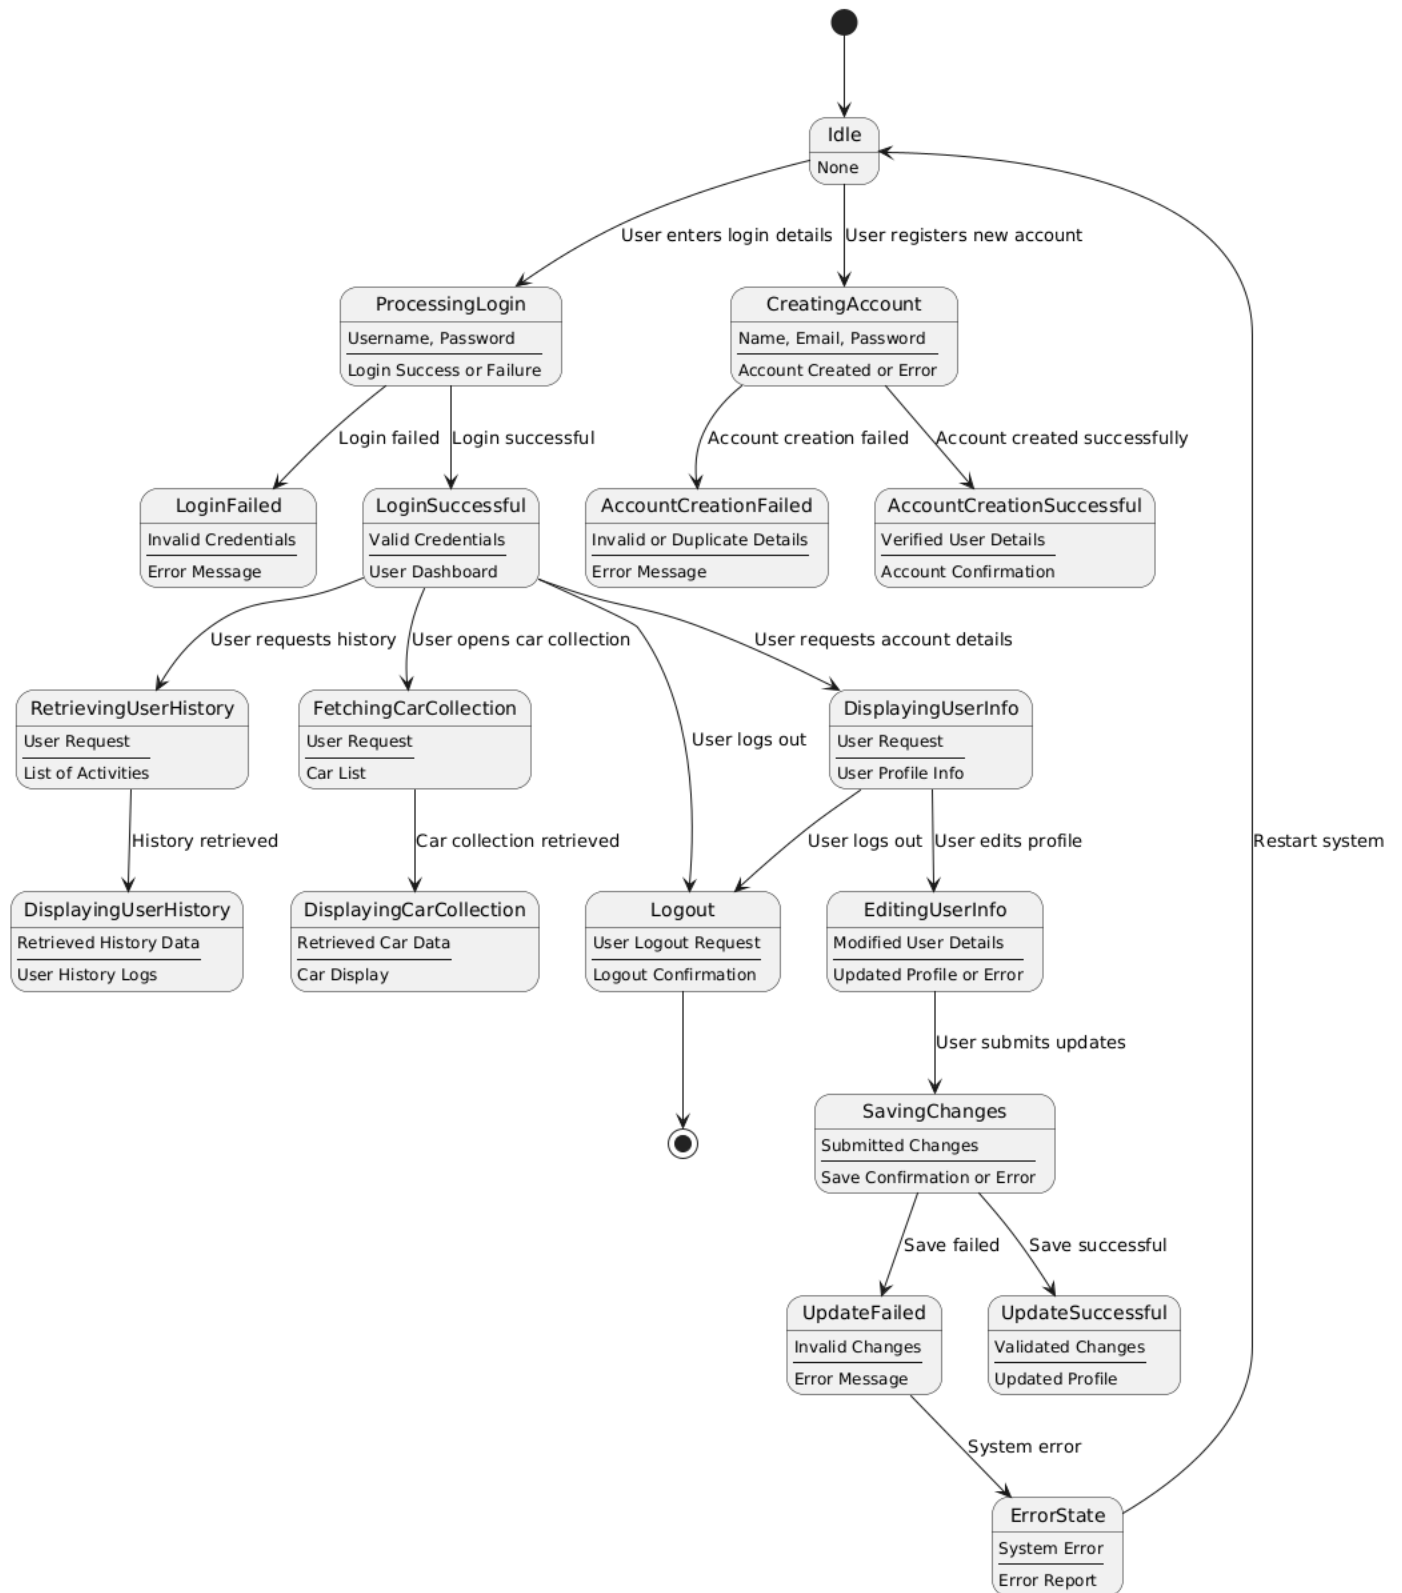 Idle
None
User enters login details
User registers new account
ProcessingLogin
Username, Password
Login Success or Failure
CreatingAccount
Name, Email, Password
Account Created or Error
Login failed
Login successful
Account creation failed
Account created successfully
LoginFailed
Invalid Credentials
Error Message
LoginSuccessful
Valid Credentials
User Dashboard
AccountCreationFailed
Invalid or Duplicate Details
Error Message
AccountCreationSuccessful
Verified User Details
Account Confirmation
User requests history
User opens car collection
User requests account details
RetrievingUserHistory
User Request
List of Activities
FetchingCarCollection
User Request
Car List
User logs out
DisplayingUserInfo
User Request
User Profile Info
History retrieved
Car collection retrieved
User logs out
User edits profile
Restart system
DisplayingUserHistory
Retrieved History Data
User History Logs
DisplayingCarCollection
Retrieved Car Data
Car Display
Logout
User Logout Request
Logout Confirmation
EditingUserInfo
Modified User Details
Updated Profile or Error
User submits updates
SavingChanges
Submitted Changes
Save Confirmation or Error
Save failed
Save successful
UpdateFailed
Invalid Changes
Error Message
UpdateSuccessful
Validated Changes
Updated Profile
System error
ErrorState
System Error
Error Report